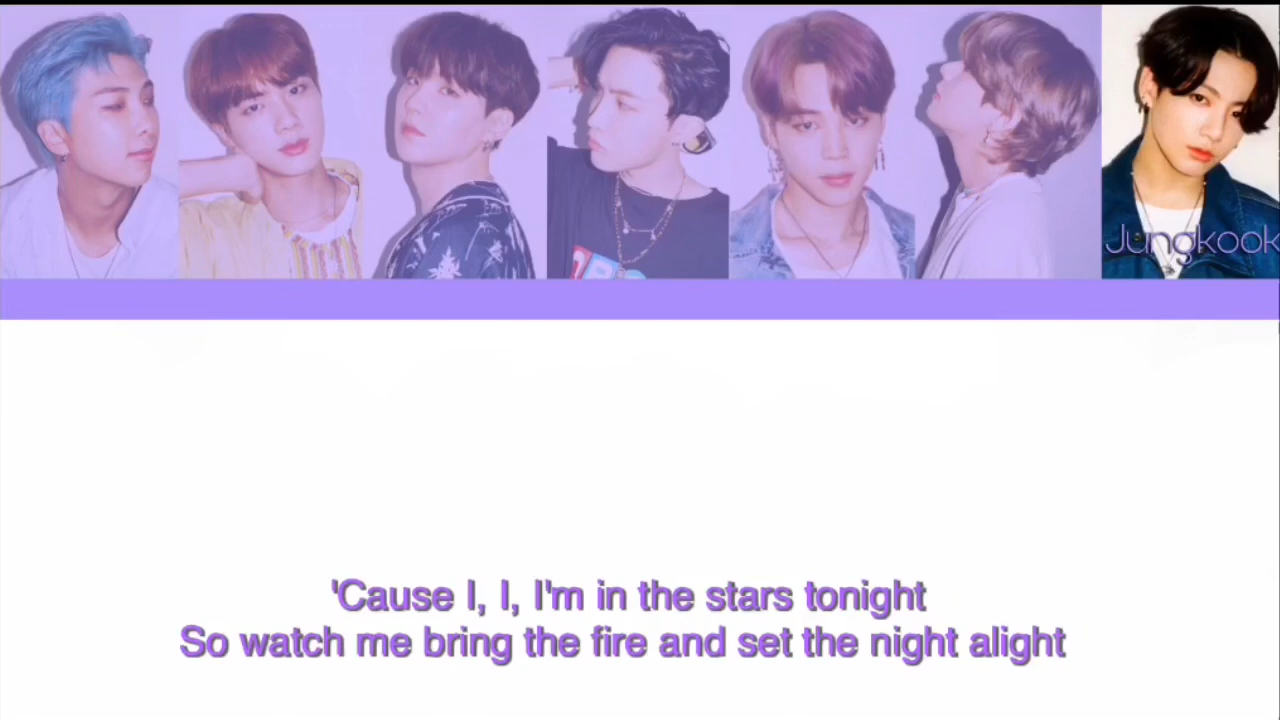 Jungkook
'Cause I, I, I'm in the stars tonight
So watch me bring the fire and set the night alight